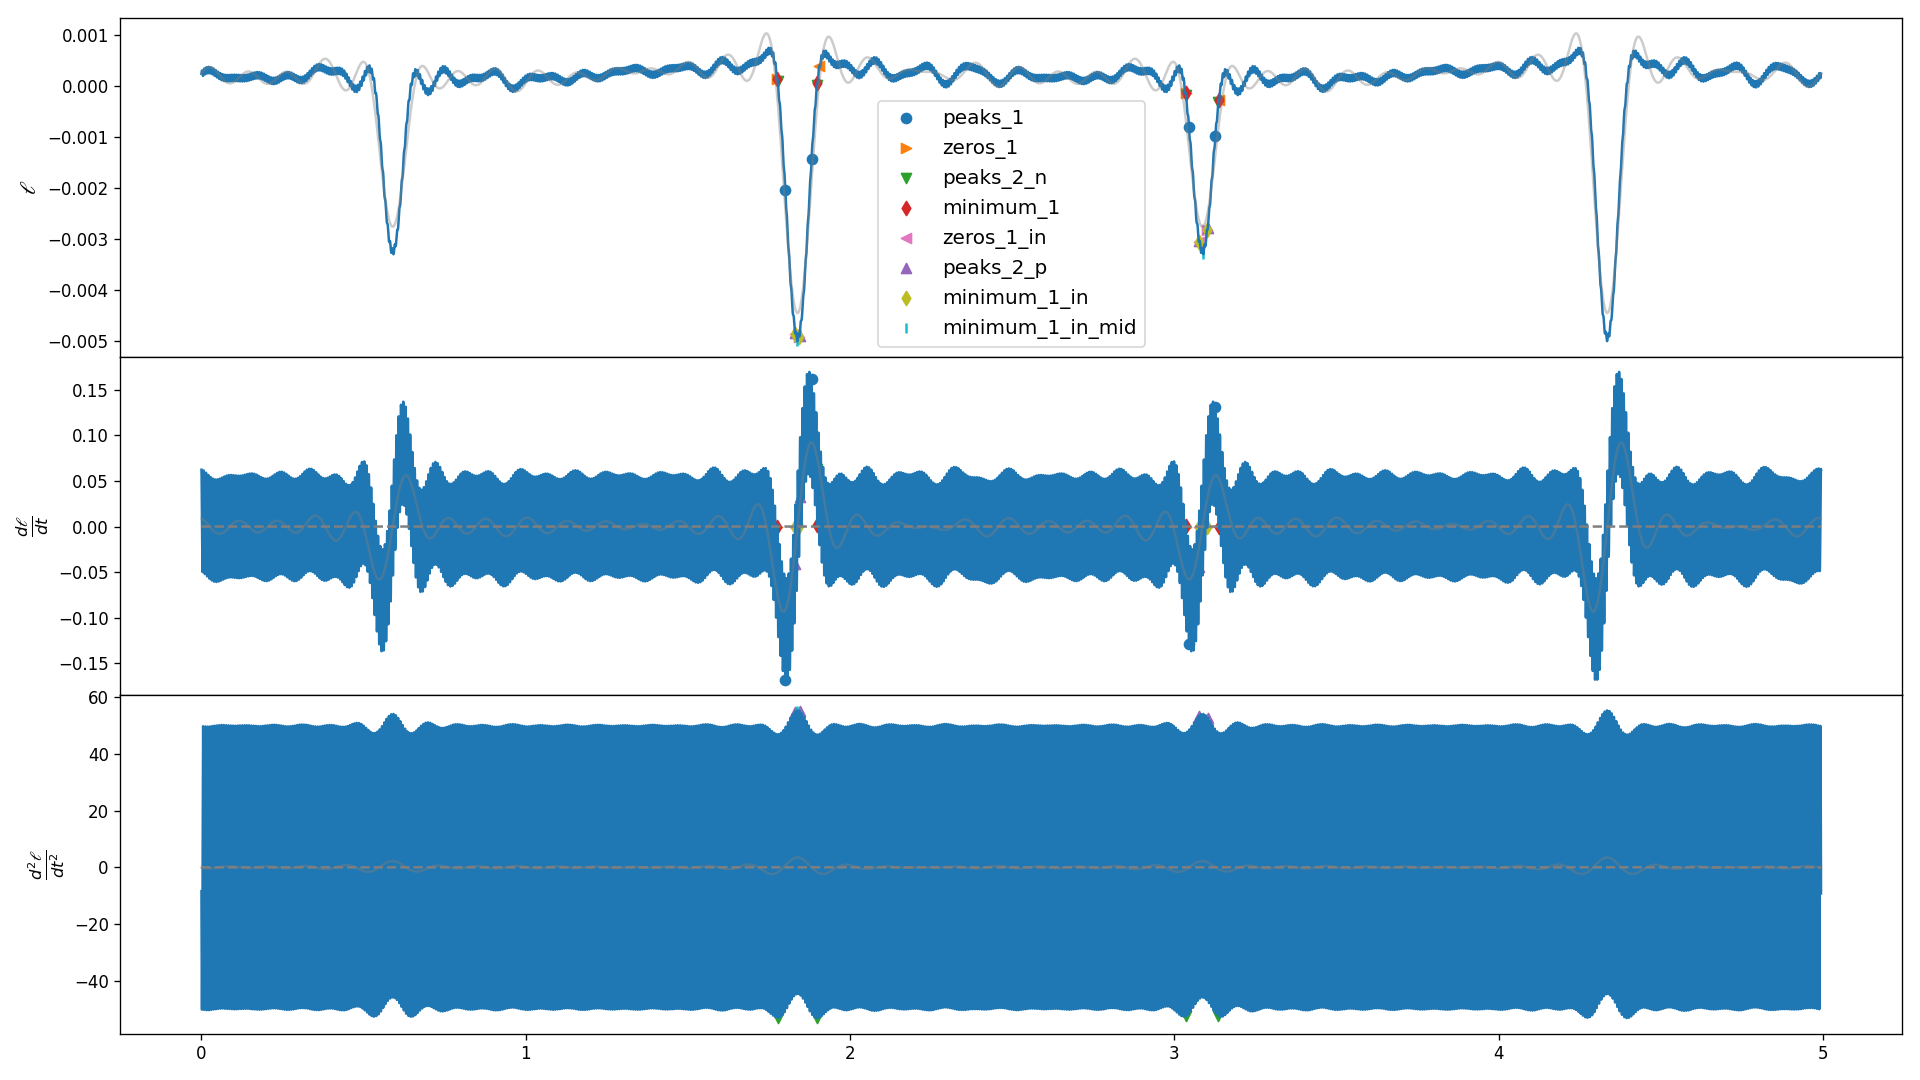 0.001
0.000
−0.001
−0.002
−0.003
−0.004
−0.005
ℓ
peaks_1
zeros_1
peaks_2_n
minimum_1
zeros_1_in
peaks_2_p
minimum_1_in
minimum_1_in_mid
0.15
0.10
0.05
0.00
−0.05
−0.10
−0.15
dℓ
dt
60
40
20
0
−20
−40
d²ℓ
dt²
0 1 2 3 4 5